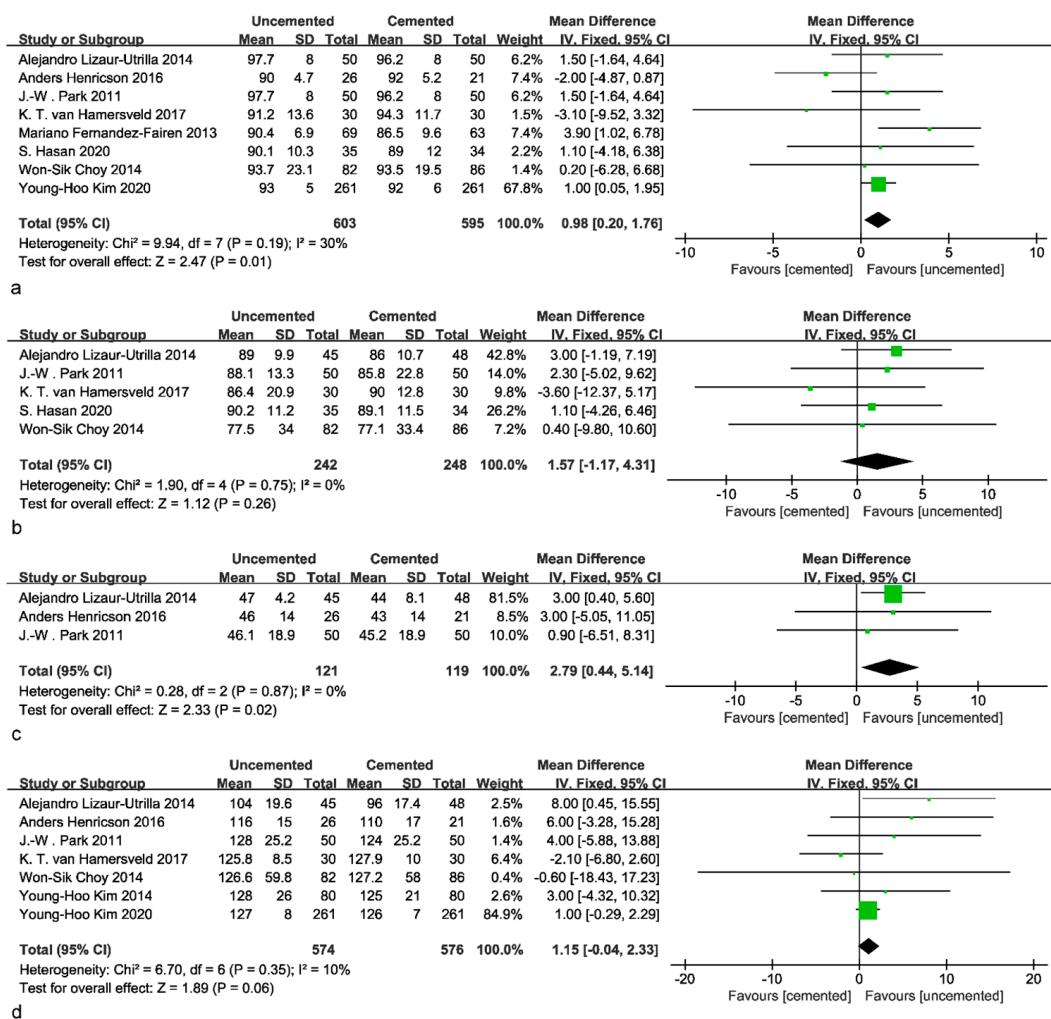 Uncemented Cemented Mean Difference Mean Difference
Study or Subgroup Mean SD Total Mean SD Total Weight IV, Fixed, 95% CI IV, Fixed, 95% CI
Alejandro Lizaur-Utrilla 2014 97.7 8 50 96.2 8 50 6.2% 1.50 [-1.64, 4.64]
Anders Henricson 2016 90 4.7 26 92 5.2 21 7.4% -2.00 [-4.87, 0.87]
J.-W . Park 2011 97.7 8 50 96.2 8 50 6.2% 1.50 [-1.64, 4.64]
K. T. van Hamersveld 2017 91.2 13.6 30 94.3 11.7 30 1.5% -3.10 [-9.52, 3.32]
Mariano Fernandez-Fairen 2013 90.4 6.9 69 86.5 9.6 63 7.4% 3.90 [1.02, 6.78]
S. Hasan 2020 90.1 10.3 35 89 12 34 2.2% 1.10 [-4.18, 6.38]
Won-Sik Choy 2014 93.7 23.1 82 93.5 19.5 86 1.4% 0.20 [-6.28, 6.68]
Young-Hoo Kim 2020 93 5 261 92 6 261 67.8% 1.00 [0.05, 1.95]
Total (95% CI) 603 595 100.0% 0.98 [0.20, 1.76]
Heterogeneity: Chi² = 9.94, df = 7 (P = 0.19); I² = 30%
Test for overall effect: Z = 2.47 (P = 0.01)
-10 -5 0 5 10
Favours [cemented] Favours [uncemented]
a
Uncemented Cemented Mean Difference Mean Difference
Study or Subgroup Mean SD Total Mean SD Total Weight IV, Fixed, 95% CI IV, Fixed, 95% CI
Alejandro Lizaur-Utrilla 2014 89 9.9 45 86 10.7 48 42.8% 3.00 [-1.19, 7.19]
J.-W . Park 2011 88.1 13.3 50 85.8 22.8 50 14.0% 2.30 [-5.02, 9.62]
K. T. van Hamersveld 2017 86.4 20.9 30 90 12.8 30 9.8% -3.60 [-12.37, 5.17]
S. Hasan 2020 90.2 11.2 35 89.1 11.5 34 26.2% 1.10 [-4.26, 6.46]
Won-Sik Choy 2014 77.5 34 82 77.1 33.4 86 7.2% 0.40 [-9.80, 10.60]
Total (95% CI) 242 248 100.0% 1.57 [-1.17, 4.31]
Heterogeneity: Chi² = 1.90, df = 4 (P = 0.75); I² = 0%
Test for overall effect: Z = 1.12 (P = 0.26)
-10 -5 0 5 10
Favours [cemented] Favours [uncemented]
b
Uncemented Cemented Mean Difference Mean Difference
Study or Subgroup Mean SD Total Mean SD Total Weight IV, Fixed, 95% CI IV, Fixed, 95% CI
Alejandro Lizaur-Utrilla 2014 47 4.2 45 44 8.1 48 81.5% 3.00 [0.40, 5.60]
Anders Henricson 2016 46 14 26 43 14 21 8.5% 3.00 [-5.05, 11.05]
J.-W . Park 2011 46.1 18.9 50 45.2 18.9 50 10.0% 0.90 [-6.51, 8.31]
Total (95% CI) 121 119 100.0% 2.79 [0.44, 5.14]
Heterogeneity: Chi² = 0.28, df = 2 (P = 0.87); I² = 0%
Test for overall effect: Z = 2.33 (P = 0.02)
-10 -5 0 5 10
Favours [cemented] Favours [uncemented]
c
Uncemented Cemented Mean Difference Mean Difference
Study or Subgroup Mean SD Total Mean SD Total Weight IV, Fixed, 95% CI IV, Fixed, 95% CI
Alejandro Lizaur-Utrilla 2014 104 19.6 45 96 17.4 48 2.5% 8.00 [0.45, 15.55]
Anders Henricson 2016 116 15 26 110 17 21 1.6% 6.00 [-3.28, 15.28]
J.-W . Park 2011 128 25.2 50 124 25.2 50 1.4% 4.00 [-5.88, 13.88]
K. T. van Hamersveld 2017 125.8 8.5 30 127.9 10 30 6.4% -2.10 [-6.80, 2.60]
Won-Sik Choy 2014 126.6 59.8 82 127.2 58 86 0.4% -0.60 [-18.43, 17.23]
Young-Hoo Kim 2014 128 26 80 125 21 80 2.6% 3.00 [-4.32, 10.32]
Young-Hoo Kim 2020 127 8 261 126 7 261 84.9% 1.00 [-0.29, 2.29]
Total (95% CI) 574 576 100.0% 1.15 [-0.04, 2.33]
Heterogeneity: Chi² = 6.70, df = 6 (P = 0.35); I² = 10%
Test for overall effect: Z = 1.89 (P = 0.06)
-20 -10 0 10 20
Favours [cemented] Favours [uncemented]
d